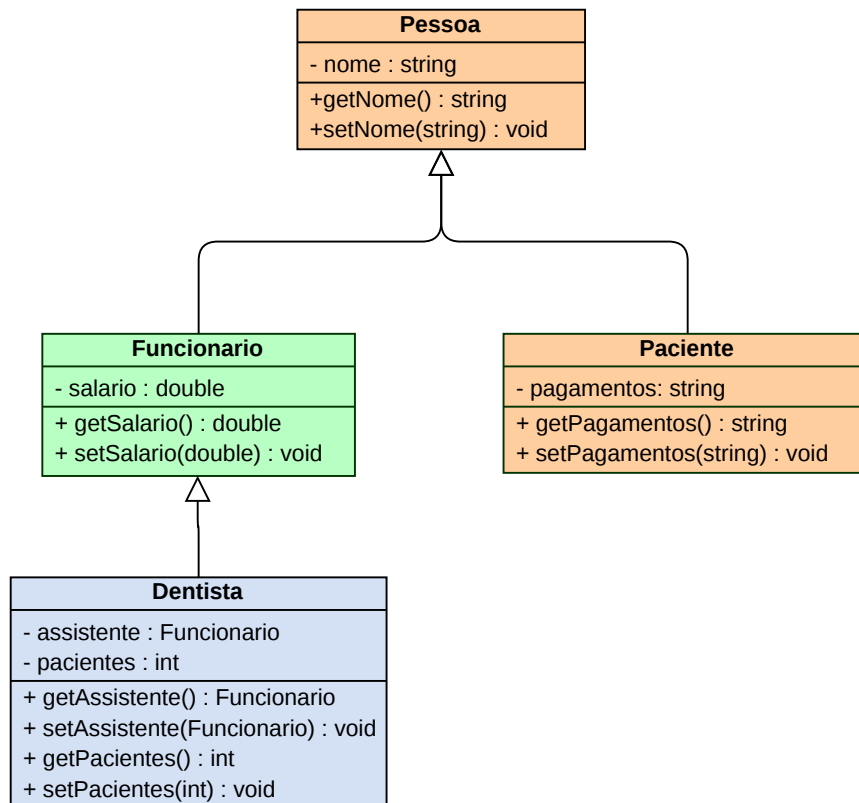 Pessoa
- nome : string
+getNome() : string
+setNome(string) : void
Funcionario
- salario : double
+ getSalario() : double
+ setSalario(double) : void
Paciente
- pagamentos: string
+ getPagamentos() : string
+ setPagamentos(string) : void
Dentista
- assistente : Funcionario
- pacientes : int
+ getAssistente() : Funcionario
+ setAssistente(Funcionario) : void
+ getPacientes() : int
+ setPacientes(int) : void